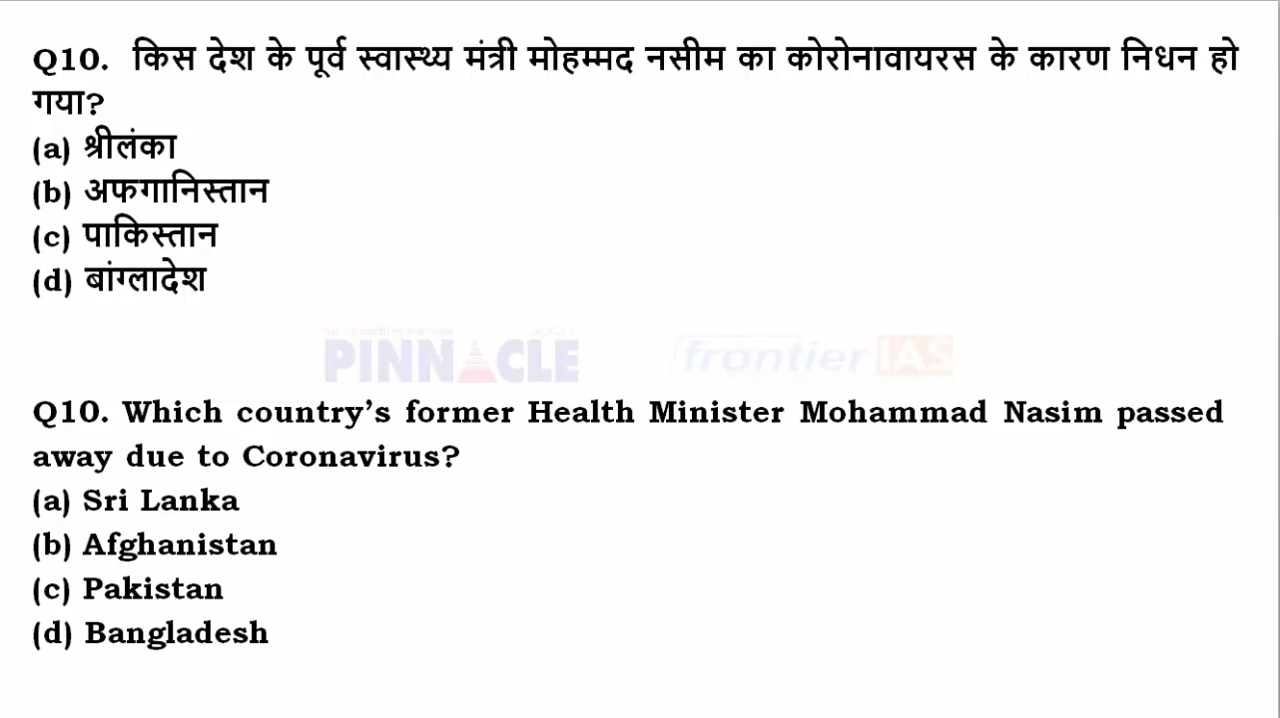 Q10. किस देश के पूर्व स्वास्थ्य मंत्री मोहम्मद नसीम का कोरोनावायरस के कारण निधन हो
गया?
(a) श्रीलंका
(b) अफगानिस्तान
(c) पाकिस्तान
(d) बांग्लादेश
PINNACLE frontier IAS
Q10. Which country’s former Health Minister Mohammad Nasim passed
away due to Coronavirus?
(a) Sri Lanka
(b) Afghanistan
(c) Pakistan
(d) Bangladesh